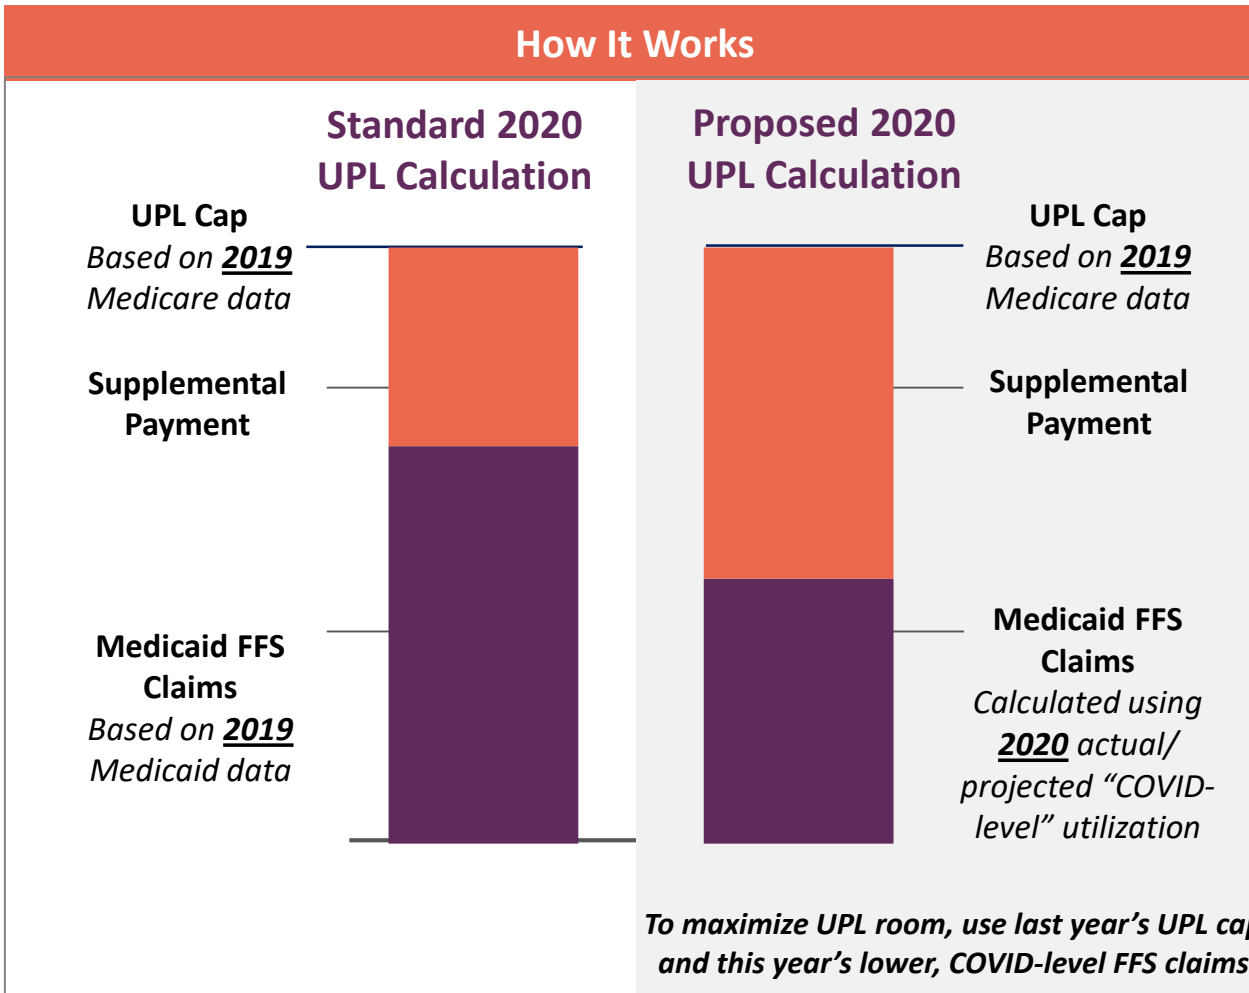 How It Works
Standard 2020
UPL Calculation
UPL Cap
Based on 2019
Medicare data
Supplemental
Payment
Medicaid FFS
Claims
Based on 2019
Medicaid data
Proposed 2020
UPL Calculation
UPL Cap
Based on 2019
Medicare data
Supplemental
Payment
Medicaid FFS
Claims
Calculated using
2020 actual/
projected “COVID-
level” utilization
To maximize UPL room, use last year’s UPL cap
and this year’s lower, COVID-level FFS claims